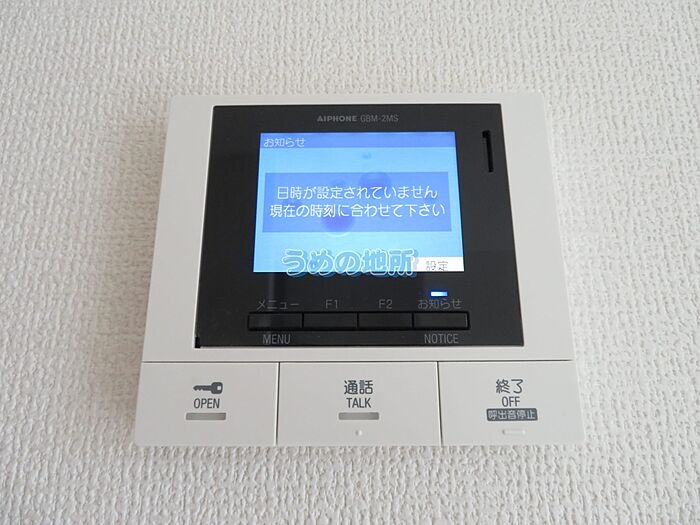 AIPHONE GBM-2MS
お知らせ
日時が設定されていません
現在の時刻に合わせて下さい
うめの地所
設定
メニュー F1 F2 お知らせ
MENU NOTICE
通話 終了
OPEN TALK OFF
呼出音停止